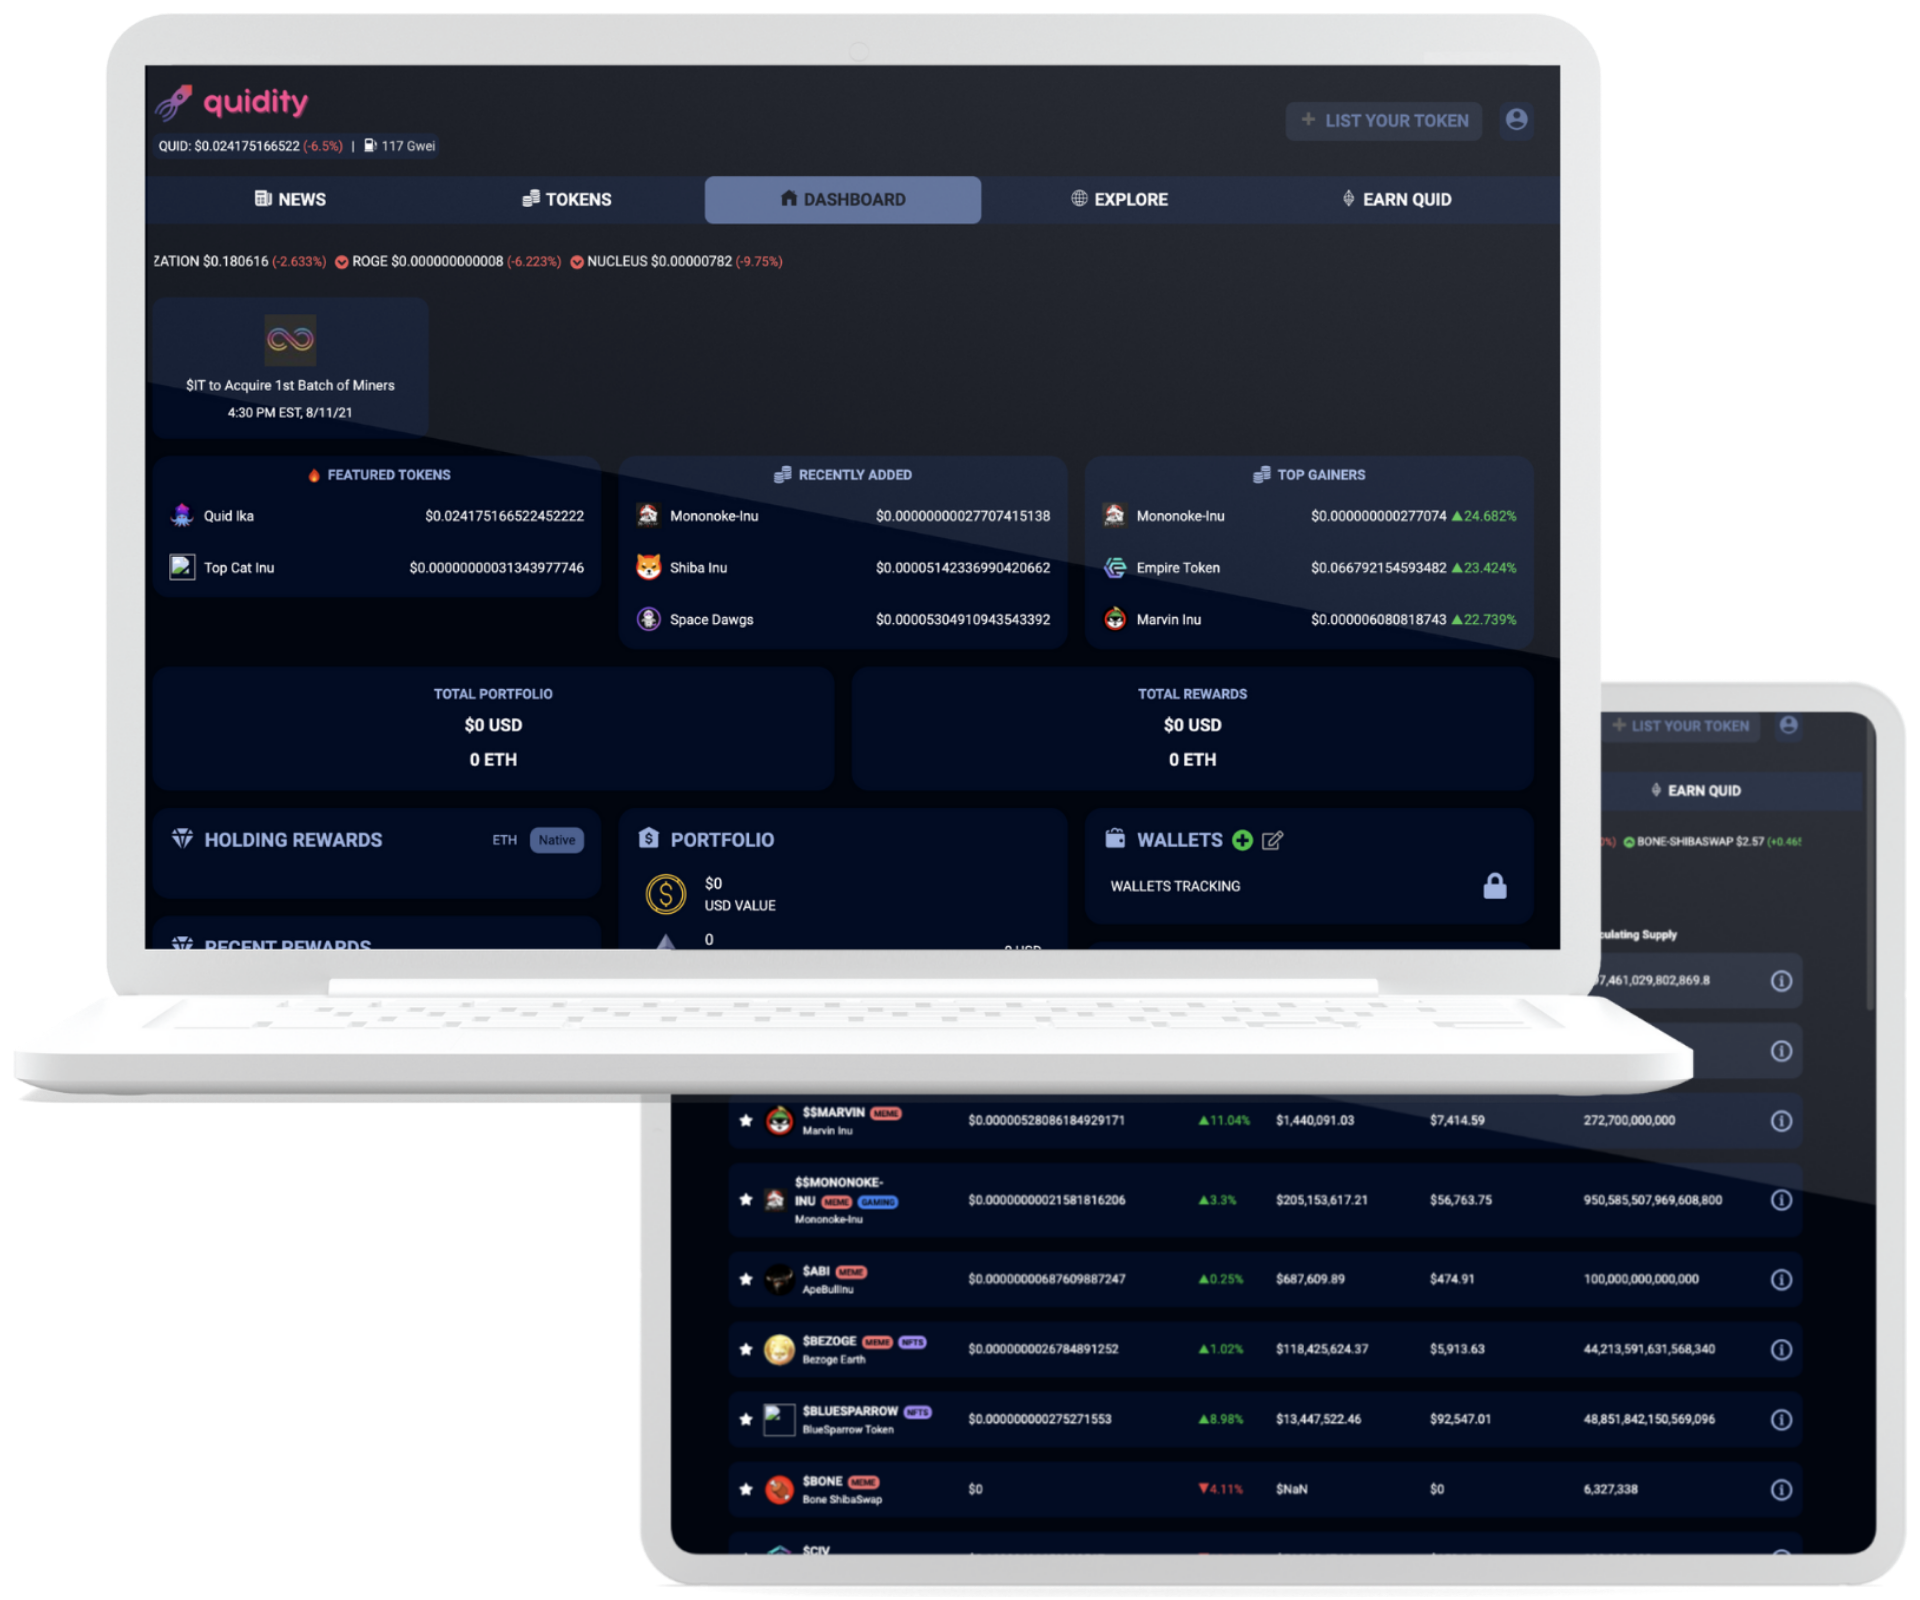 quidity
+ LIST YOUR TOKEN
QUID: $0.024175166522 (-6.5%) | 117 Gwei
NEWS TOKENS DASHBOARD EXPLORE EARN QUID
ZATION $0.180616 (-2.633%) ROGE $0.000000000008 (-6.223%) NUCLEUS $0.00000782 (-9.75%)
$IT to Acquire 1st Batch of Miners
4:30 PM EST, 8/11/21
FEATURED TOKENS
Quid Ika $0.024175166522452222
Top Cat Inu $0.00000000031343977746
RECENTLY ADDED
Mononoke-Inu $0.00000000027707415138
Shiba Inu $0.00005142336990420662
Space Dawgs $0.00005304910943543392
TOP GAINERS
Mononoke-Inu $0.000000000277074 ▲24.682%
Empire Token $0.066792154593482 ▲23.424%
Marvin Inu $0.000006080818743 ▲22.739%
TOTAL PORTFOLIO
$0 USD
0 ETH
TOTAL REWARDS
$0 USD
0 ETH
HOLDING REWARDS ETH Native
RECENT REWARDS
PORTFOLIO
$0
USD VALUE
0
0 USD
WALLETS
WALLETS TRACKING
+ LIST YOUR TOKEN
EARN QUID
0%) BONE-SHIBASWAP $2.57 (+0.46
culating Supply
7,461,029,802,869.8
$$MARVIN MEME
Marvin Inu
$0.00000528086184929171 ▲11.04% $1,440,091.03 $7,414.59 272,700,000,000
$$MONONOKE-
INU MEME GAMING
Mononoke-Inu
$0.00000000021581816206 ▲3.3% $205,153,617.21 $56,763.75 950,585,507,969,608,800
$ABI MEME
ApeBullInu
$0.00000000687609887247 ▲0.25% $687,609.89 $474.91 100,000,000,000,000
$BEZOGE MEME NFTS
Bezoge Earth
$0.0000000026784891252 ▲1.02% $118,425,624.37 $5,913.63 44,213,591,631,568,340
$BLUESPARROW NFTS
BlueSparrow Token
$0.000000000275271553 ▲8.98% $13,447,522.46 $92,547.01 48,851,842,150,569,096
$BONE MEME
Bone ShibaSwap
$0 ▼4.11% $NaN $0 6,327,338
$CIV